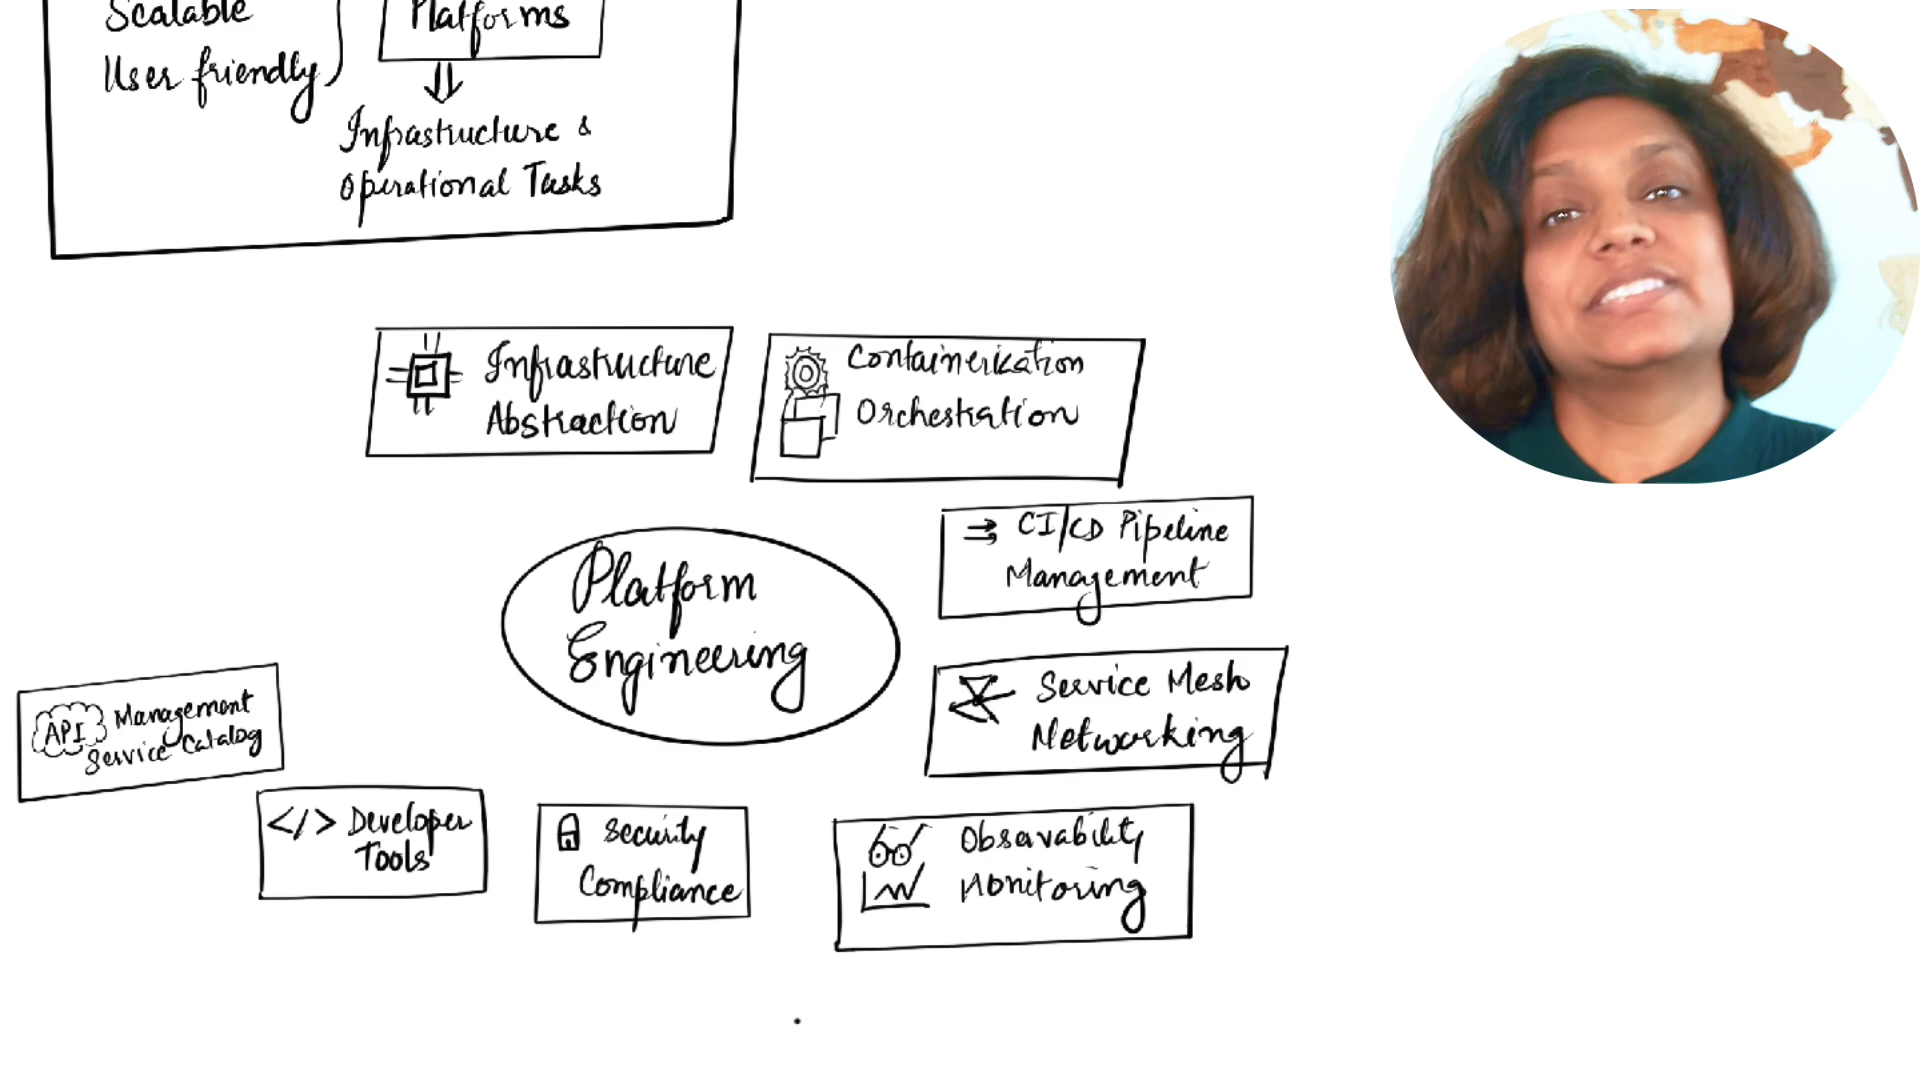 Scalable
User friendly
Platforms
Infrastructure &
Operational Tasks
Infrastructure
Abstraction
Containerization
Orchestration
CI/CD Pipeline
Management
Platform
Engineering
Service Mesh
Networking
API Management
Service Catalog
</> Developer
Tools
Security
Compliance
Observability
Monitoring